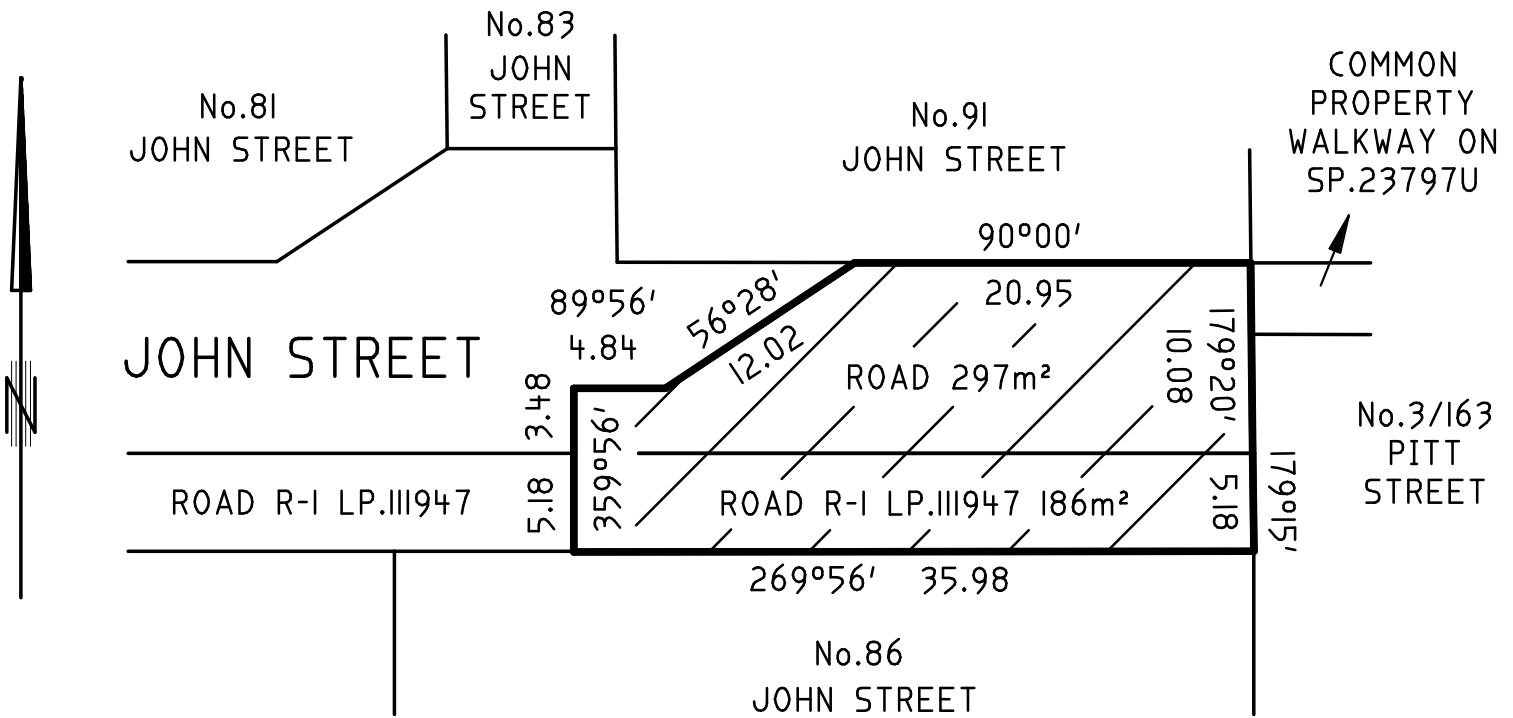 No.83
JOHN
STREET
No.81
JOHN STREET
No.91
JOHN STREET
COMMON
PROPERTY
WALKWAY ON
SP.23797U
90°00'
20.95
89°56'
4.84
56°28'
12.02
JOHN STREET
N
3.48
359°56'
5.18
ROAD 297m²
179°20'
10.08
No.3/163
PITT
STREET
ROAD R-1 LP.111947
ROAD R-1 LP.111947 186m²
5.18
179°15'
269°56' 35.98
No.86
JOHN STREET